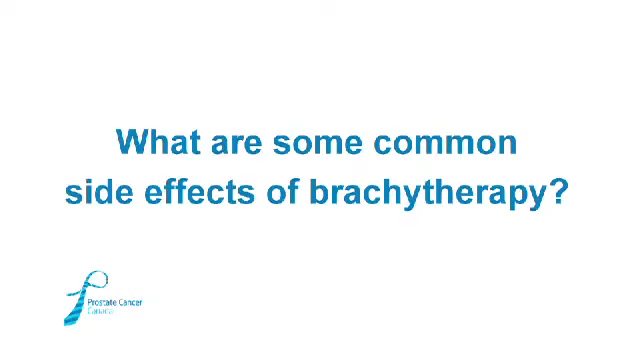 What are some common
side effects of brachytherapy?
Prostate Cancer
Canada